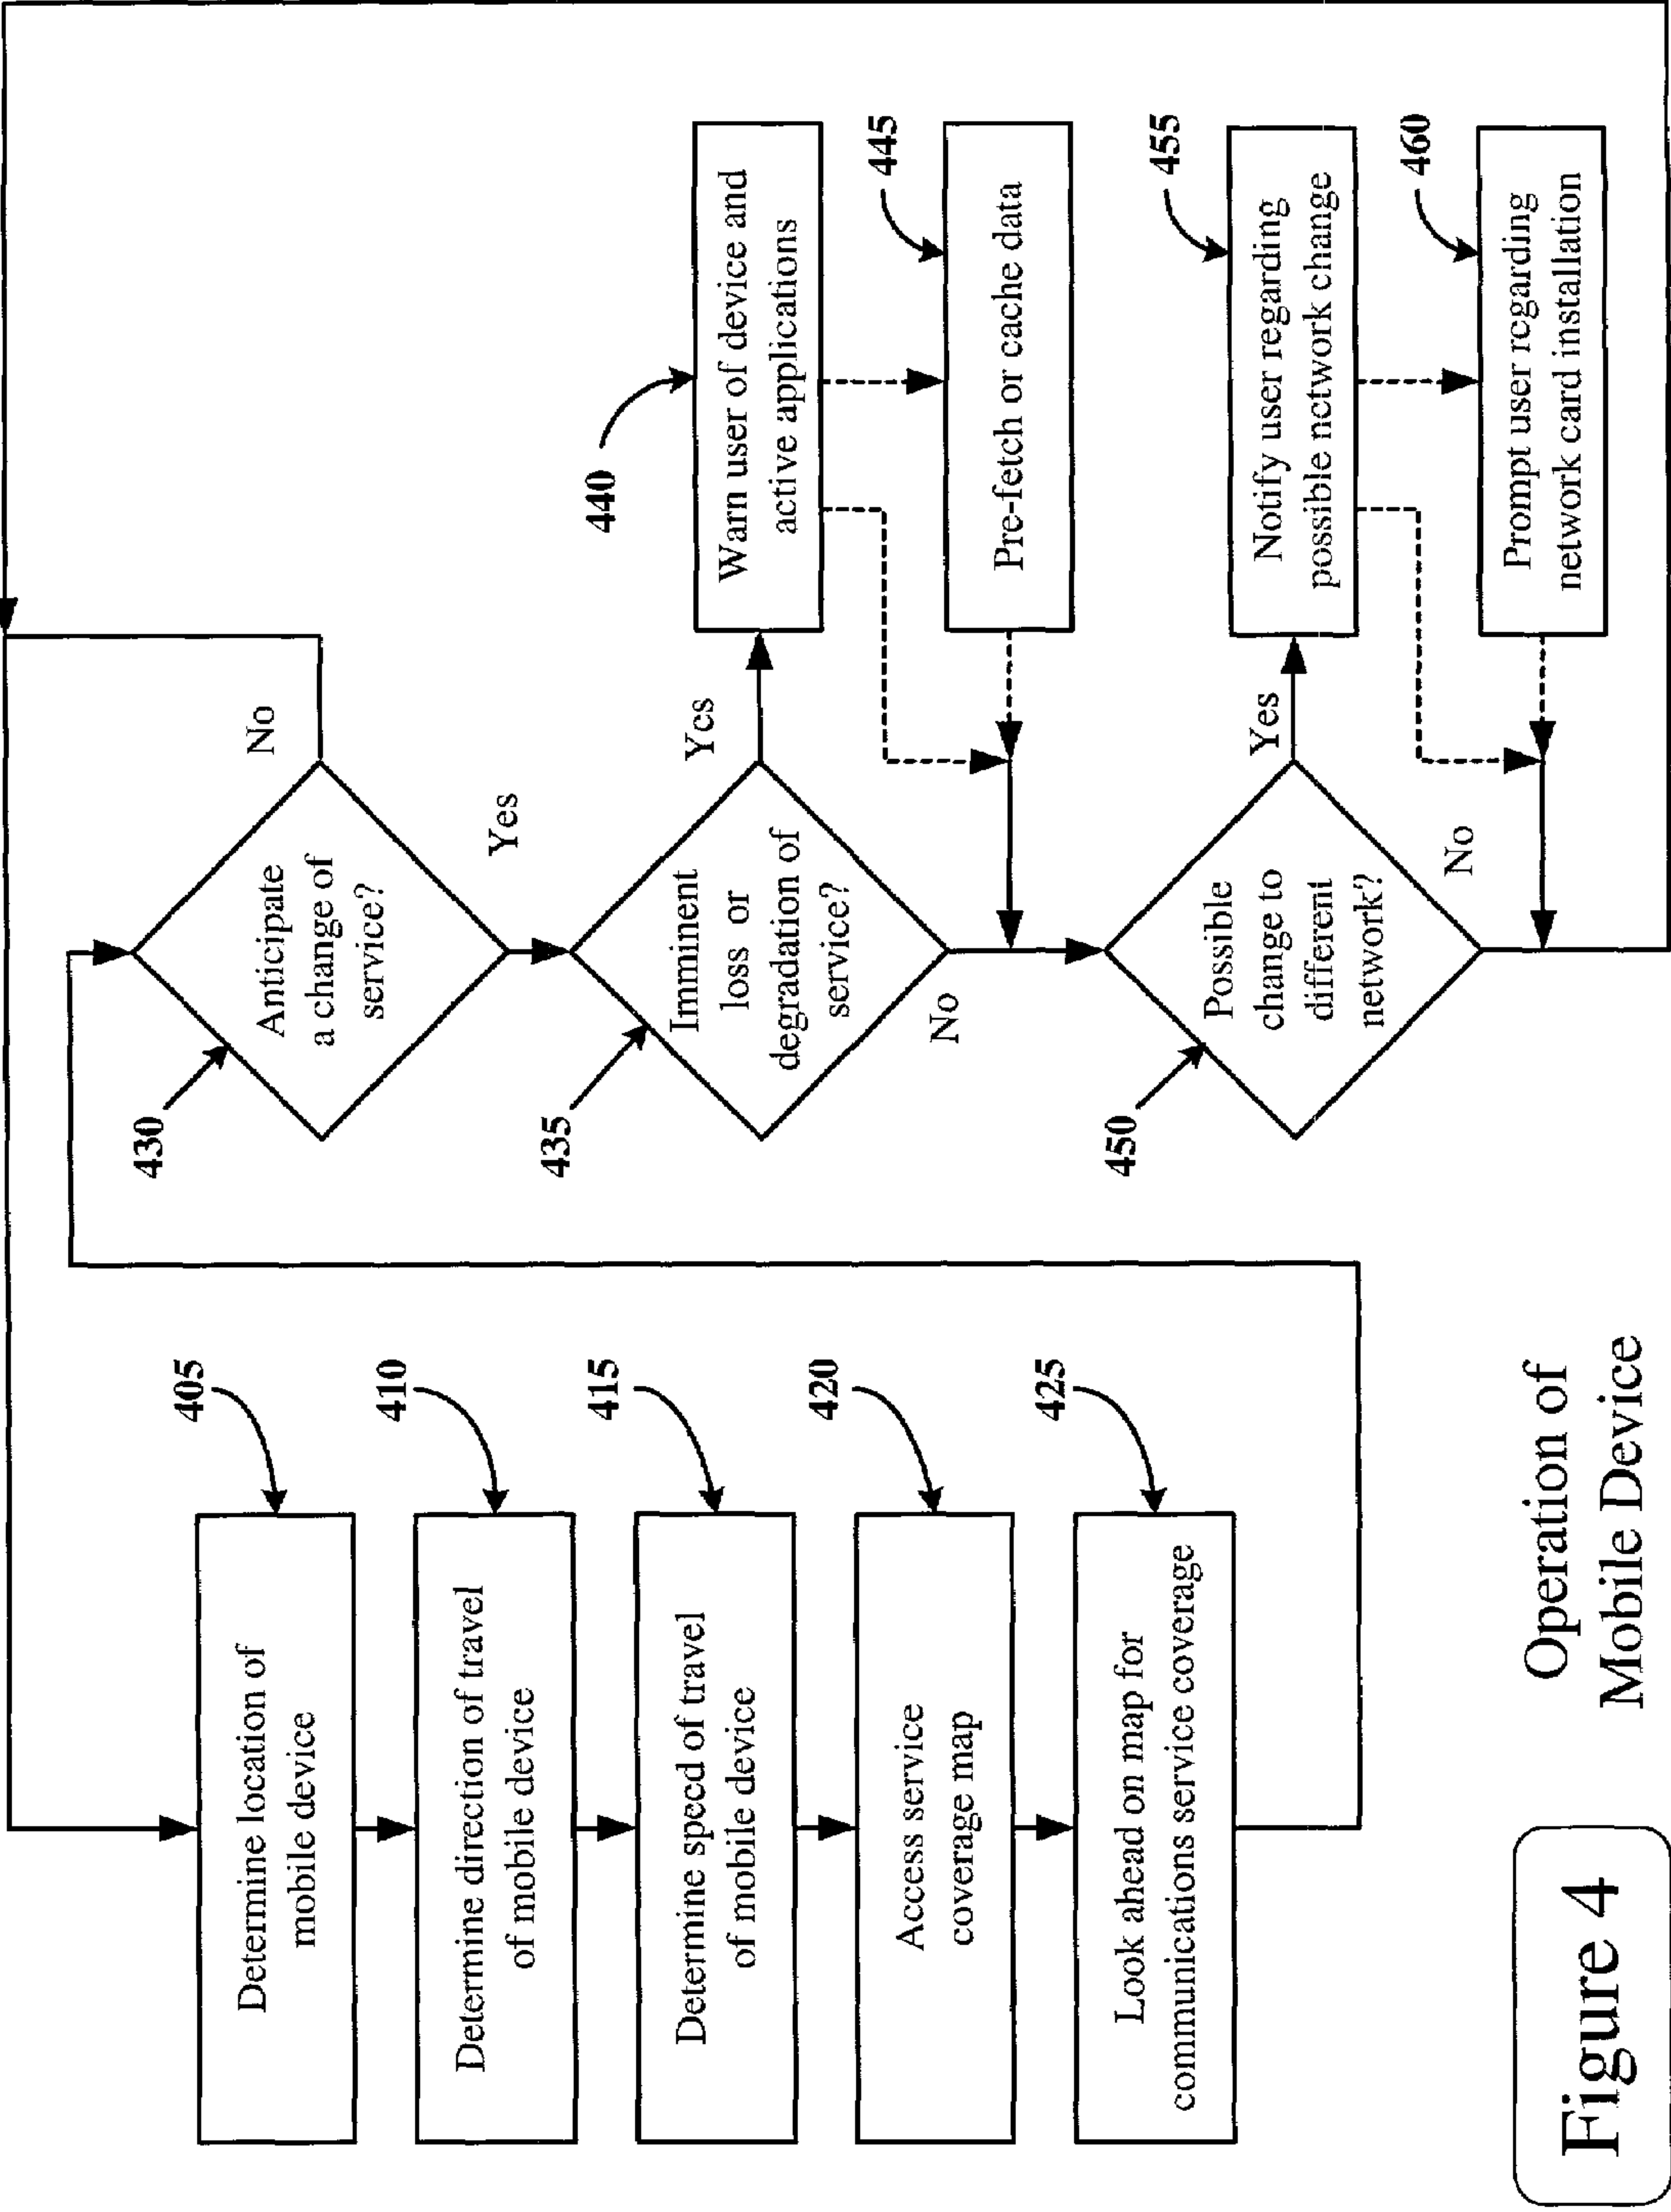 405
Determine location of
mobile device
410
Determine direction of travel
of mobile device
415
Determine speed of travel
of mobile device
420
Access service
coverage map
425
Look ahead on map for
communications service coverage
430
Anticipate
a change of
service?
No
Yes
435
Imminent
loss or
degradation of
service?
Yes
No
440
Warn user of device and
active applications
445
Pre-fetch or cache data
450
Possible
change to
different
network?
Yes
No
455
Notify user regarding
possible network change
460
Prompt user regarding
network card installation
Figure 4
Operation of
Mobile Device